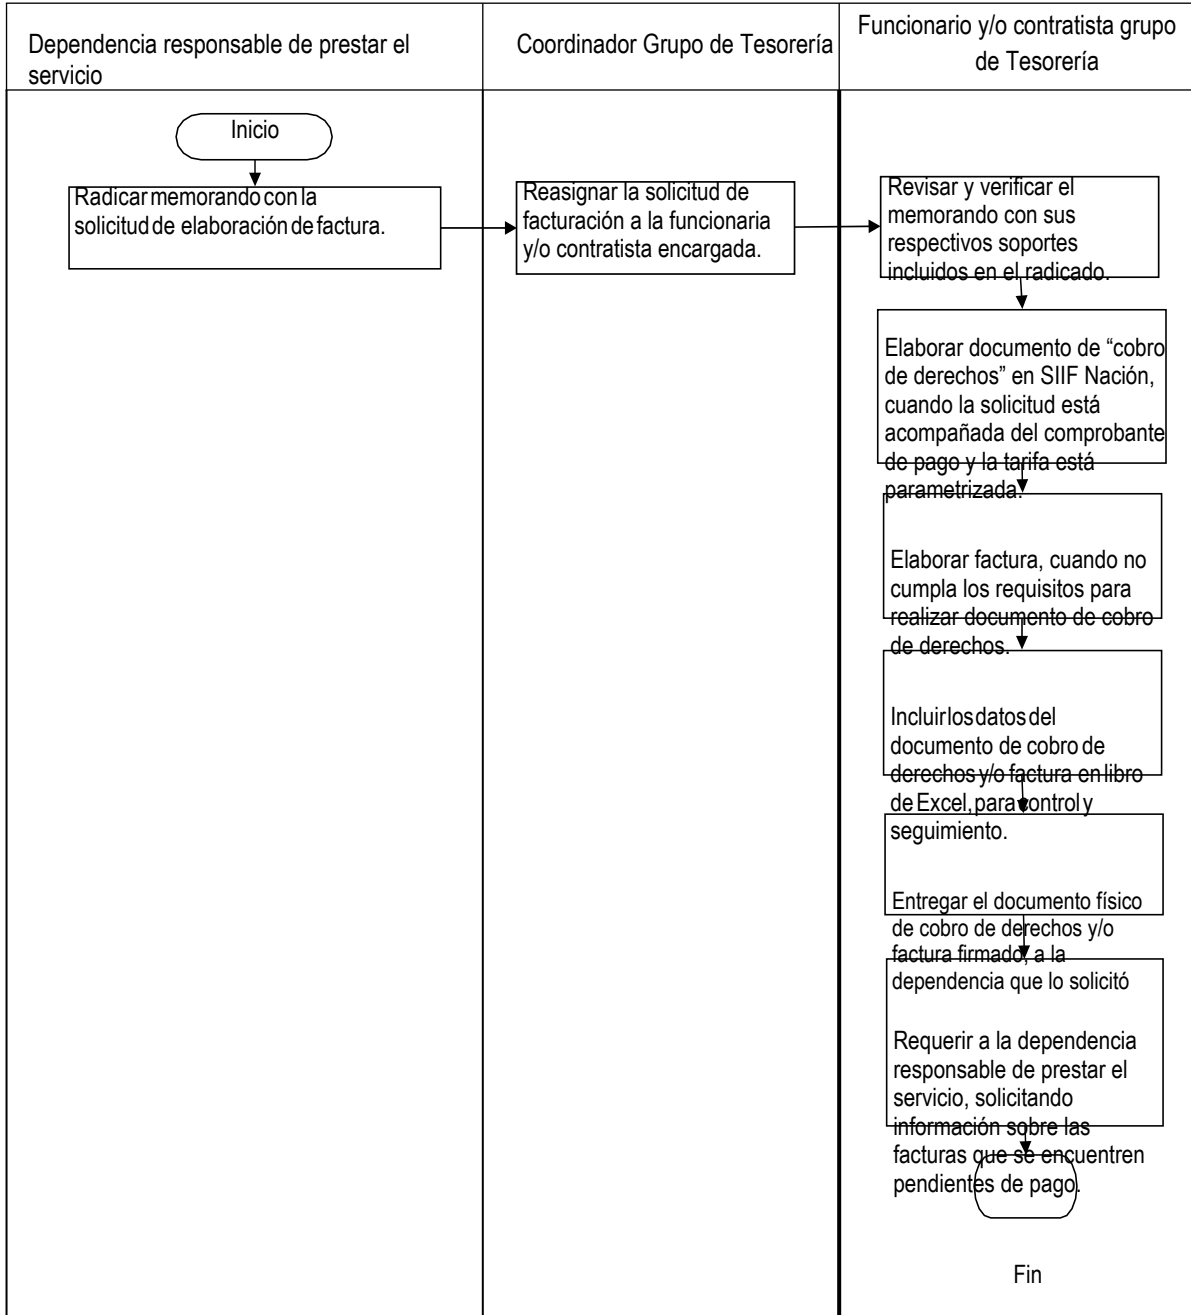 Dependencia responsable de prestar el
servicio
Coordinador Grupo de Tesorería
Funcionario y/o contratista grupo
de Tesorería
Inicio
Radicar memorando con la
solicitud de elaboración de factura.
Reasignar la solicitud de
facturación a la funcionaria
y/o contratista encargada.
Revisar y verificar el
memorando con sus
respectivos soportes
incluidos en el radicado.
Elaborar documento de “cobro
de derechos” en SIIF Nación,
cuando la solicitud está
acompañada del comprobante
de pago y la tarifa está
parametrizada.
Elaborar factura, cuando no
cumpla los requisitos para
realizar documento de cobro
de derechos.
Incluir los datos del
documento de cobro de
derechos y/o factura en libro
de Excel, para control y
seguimiento.
Entregar el documento físico
de cobro de derechos y/o
factura firmado, a la
dependencia que lo solicitó
Requerir a la dependencia
responsable de prestar el
servicio, solicitando
información sobre las
facturas que se encuentren
pendientes de pago.
Fin